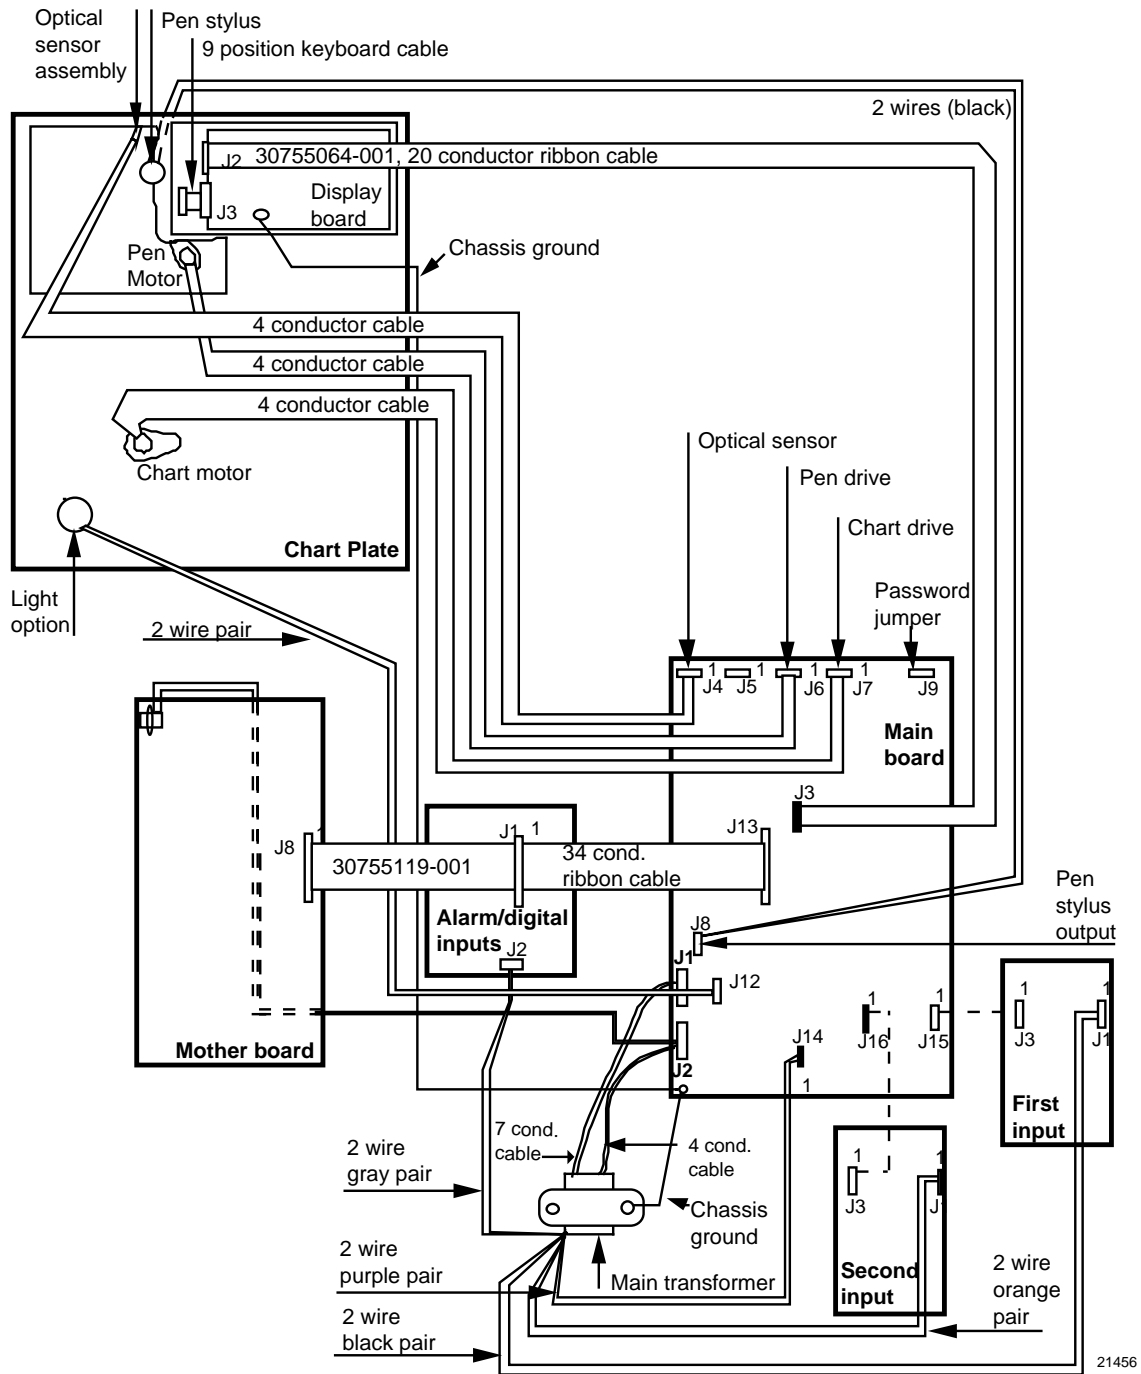 Optical
sensor
assembly
Pen stylus
9 position keyboard cable
2 wires (black)
J2
30755064-001, 20 conductor ribbon cable
Display
board
J3
Pen
Motor
Chassis ground
4 conductor cable
4 conductor cable
4 conductor cable
Chart motor
Chart Plate
Optical sensor
Pen drive
Chart drive
Password
jumper
Light
option
2 wire pair
1
J4
1
J5
1
J6
1
J7
J9
Main
board
J3
J8
1
30755119-001
J1
1
34 cond.
ribbon cable
J13
Alarm/digital
inputs
J2
J8
Pen
stylus
output
J1
J12
J2
Mother board
J14
1
1
J16
1
J15
1
J3
1
J1
First
input
7 cond.
cable
4 cond.
cable
2 wire
gray pair
Chassis
ground
1
J3
1
J1
Second
input
2 wire
purple pair
Main transformer
2 wire
orange
pair
2 wire
black pair
21456